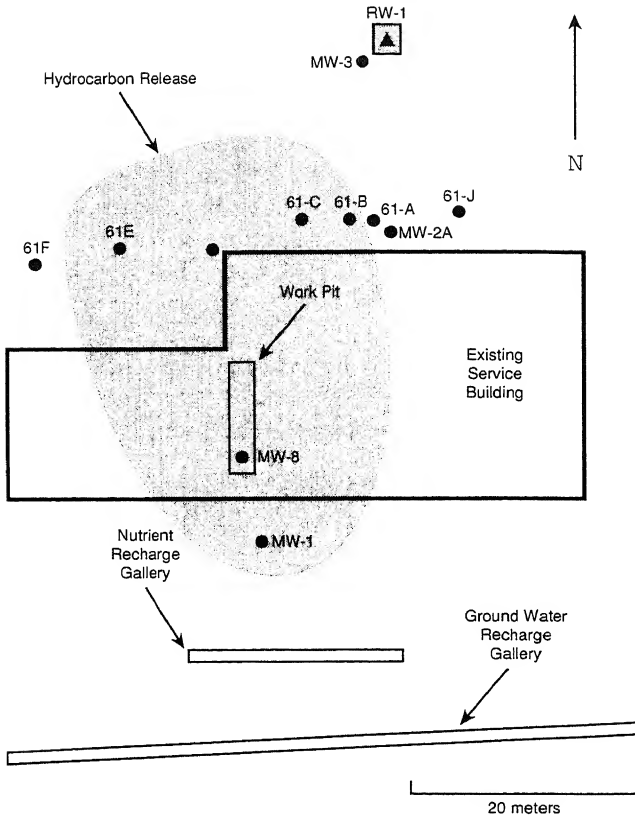 RW-1
MW-3
Hydrocarbon Release
N
61-C
61-B
61-A
61-J
MW-2A
61F
61E
Work Pit
Existing
Service
Building
MW-8
MW-1
Nutrient
Recharge
Gallery
Ground Water
Recharge
Gallery
20 meters